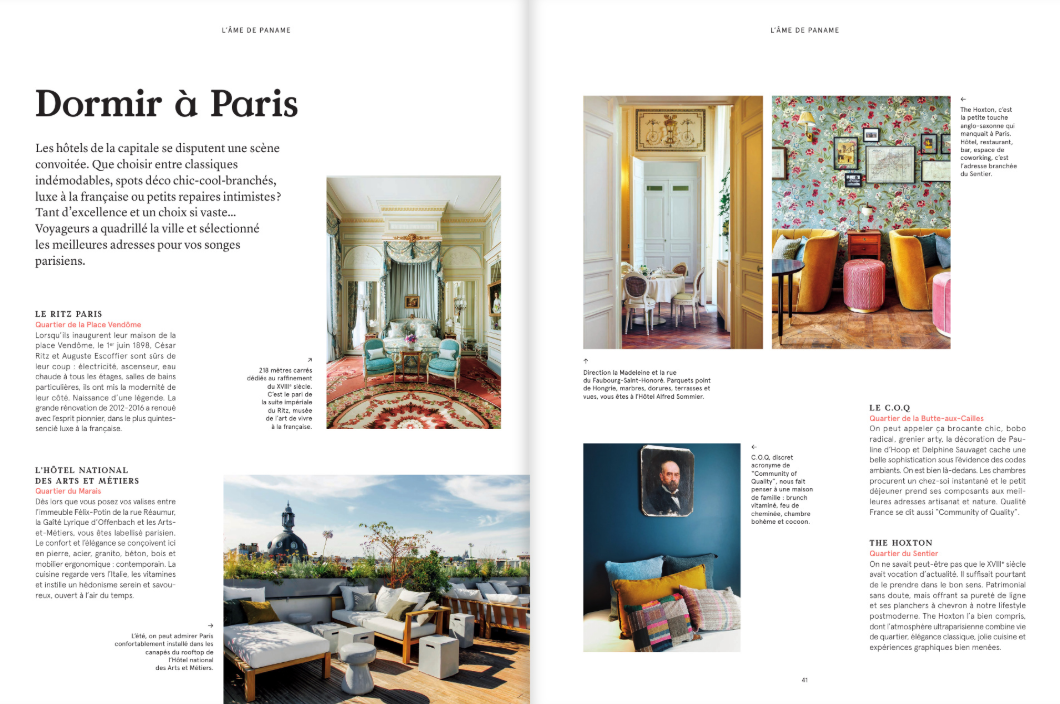 L'ÂME DE PANAME
Dormir à Paris
Les hôtels de la capitale se disputent une scène
convoitée. Que choisir entre classiques
indémodables, spots déco chic-cool-branchés,
luxe à la française ou petits repaires intimistes?
Tant d'excellence et un choix si vaste...
Voyageurs a quadrillé la ville et sélectionné
les meilleures adresses pour vos songes
parisiens.
LE RITZ PARIS
Quartier de la Place Vendôme
Lorsqu'ils inaugurent leur maison de la
place Vendôme, le 1er juin 1898, César
Ritz et Auguste Escoffier sont sûrs de
leur coup : électricité, ascenseur, eau
chaude à tous les étages, salles de bains
particulières, ils ont mis la modernité de
leur côté. Naissance d'une légende. La
grande rénovation de 2012-2016 a renoué
avec l'esprit pionnier, dans le plus quintes-
sencié luxe à la française.
↗
218 mètres carrés
dédiés au raffinement
du XVIIIe siècle.
C'est le pari de
la suite impériale
du Ritz, musée
de l'art de vivre
à la française.
L'HÔTEL NATIONAL
DES ARTS ET MÉTIERS
Quartier du Marais
Dès lors que vous posez vos valises entre
l'immeuble Félix-Potin de la rue Réaumur,
la Gaîté Lyrique d'Offenbach et les Arts-
et-Métiers, vous êtes labellisé parisien.
Le confort et l'élégance se conçoivent ici
en pierre, acier, granito, béton, bois et
mobilier ergonomique : contemporain. La
cuisine regarde vers l'Italie, les vitamines
et instille un hédonisme serein et savou-
reux, ouvert à l'air du temps.
→
L'été, on peut admirer Paris
confortablement installé dans les
canapés du rooftop de
l'Hôtel national
des Arts et Métiers.
L'ÂME DE PANAME
←
The Hoxton, c'est
la petite touche
anglo-saxonne qui
manquait à Paris.
Hôtel, restaurant,
bar, espace de
coworking, c'est
l'adresse branchée
du Sentier.
↑
Direction la Madeleine et la rue
du Faubourg-Saint-Honoré. Parquets point
de Hongrie, marbres, dorures, terrasses et
vues, vous êtes à l'Hôtel Alfred Sommier.
←
C.O.Q, discret
acronyme de
"Community of
Quality", nous fait
penser à une maison
de famille : brunch
vitaminé, feu de
cheminée, chambre
bohème et cocoon.
LE C.O.Q
Quartier de la Butte-aux-Cailles
On peut appeler ça brocante chic, bobo
radical, grenier arty, la décoration de Pau-
line d'Hoop et Delphine Sauvaget cache une
belle sophistication sous l'évidence des codes
ambiants. On est bien là-dedans. Les chambres
procurent un chez-soi instantané et le petit
déjeuner prend ses composants aux meil-
leures adresses artisanat et nature. Qualité
France se dit aussi "Community of Quality".
THE HOXTON
Quartier du Sentier
On ne savait peut-être pas que le XVIIIe siècle
avait vocation d'actualité. Il suffisait pourtant
de le prendre dans le bon sens. Patrimonial
sans doute, mais offrant sa pureté de ligne
et ses planchers à chevron à notre lifestyle
postmoderne. The Hoxton l'a bien compris,
dont l'atmosphère ultraparisienne combine vie
de quartier, élégance classique, jolie cuisine et
expériences graphiques bien menées.
41